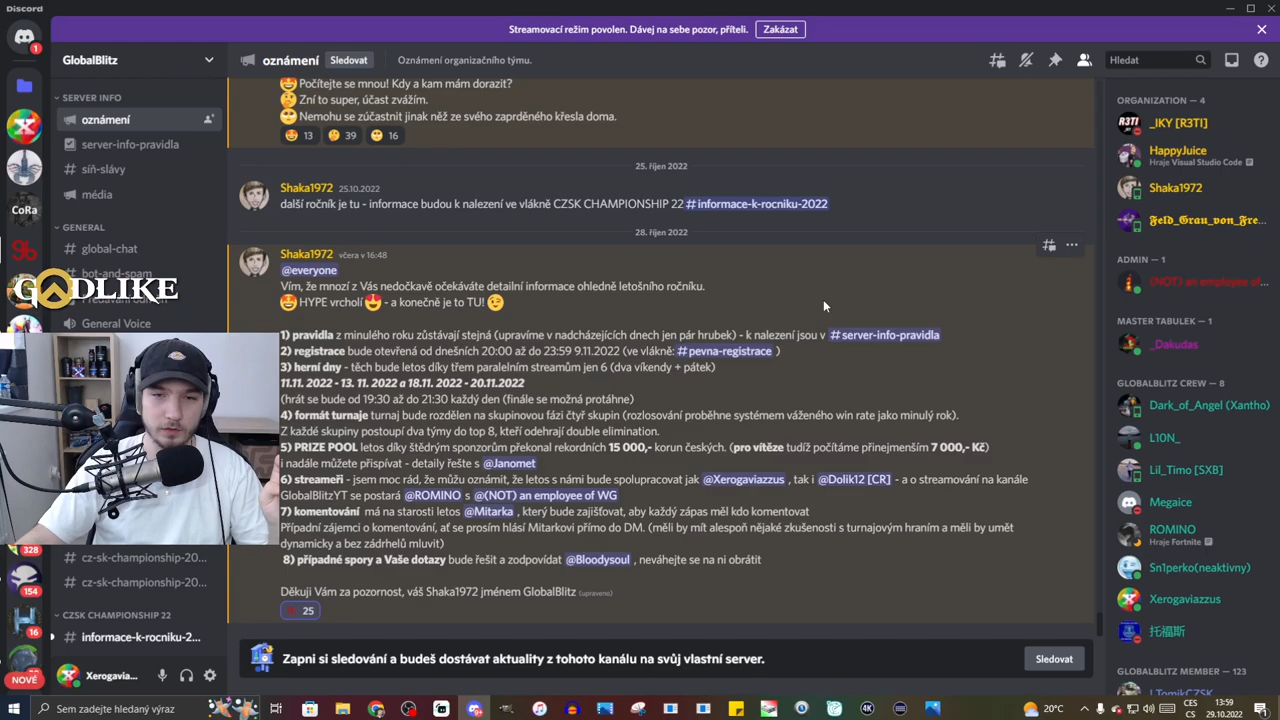 Discord
Streamovací režim povolen. Dávej na sebe pozor, příteli.
Zakázat
GlobalBlitz
oznámení
Sledovat
Oznámení organizačního týmu.
Hledat
SERVER INFO
oznámení
server-info-pravidla
síň-slávy
média
GENERAL
global-chat
bot-and-spam
General Voice
cz-sk-championship-20...
cz-sk-championship-20...
CZSK CHAMPIONSHIP 22
informace-k-rocniku-2...
Xerogavia...
1
CoRa
328
154
16
NOVÉ
GODLIKE
Počítejte se mnou! Kdy a kam mám dorazit?
Zní to super, účast zvážím.
Nemohu se zúčastnit jinak něž ze svého zaprděného křesla doma.
13 39 16
25. říjen 2022
Shaka1972 25.10.2022
další ročník je tu - informace budou k nalezení ve vlákně CZSK CHAMPIONSHIP 22 #informace-k-rocniku-2022
28. říjen 2022
Shaka1972 včera v 16:48
@everyone
Vím, že mnozí z Vás nedočkavě očekáváte detailní informace ohledně letošního ročníku.
HYPE vrcholí - a konečně je to TU!
1) pravidla z minulého roku zůstávají stejná (upravíme v nadcházejících dnech jen pár hrubek) - k nalezení jsou v #server-info-pravidla
2) registrace bude otevřená od dnešních 20:00 až do 23:59 9.11.2022 (ve vlákně: #pevna-registrace )
3) herní dny - těch bude letos díky třem paralelním streamům jen 6 (dva víkendy + pátek)
11.11. 2022 - 13. 11. 2022 a 18.11. 2022 - 20.11.2022
(hrát se bude od 19:30 až do 21:30 každý den (finále se možná protáhne)
4) formát turnaje turnaj bude rozdělen na skupinovou fázi čtyř skupin (rozlosování proběhne systémem váženého win rate jako minulý rok).
Z každé skupiny postoupí dva týmy do top 8, kteří odehrají double elimination.
5) PRIZE POOL letos díky štědrým sponzorům překonal rekordních 15 000,- korun českých. (pro vítěze tudíž počítáme přinejmenším 7 000,- Kč)
i nadále můžete přispívat - detaily řešte s @Janomet
6) streameři - jsem moc rád, že můžu oznámit, že letos s námi bude spolupracovat jak @Xerogaviazzus , tak i @Dolik12 [CR] - a o streamování na kanále
GlobalBlitzYT se postará @ROMINO s @(NOT) an employee of WG
7) komentování má na starosti letos @Mitarka , který bude zajišťovat, aby každý zápas měl kdo komentovat
Případní zájemci o komentování, ať se prosím hlásí Mitarkovi přímo do DM. (měli by mít alespoň nějaké zkušenosti s turnajovým hraním a měli by umět
dynamicky a bez zádrhelů mluvit)
8) případné spory a Vaše dotazy bude řešit a zodpovídat @Bloodysoul , neváhejte se na ni obrátit
Děkuji Vám za pozornost, váš Shaka1972 jménem GlobalBlitz (upraveno)
25
Zapni si sledování a budeš dostávat aktuality z tohoto kanálu na svůj vlastní server.
Sledovat
ORGANIZATION — 4
_IKY [R3TI]
HappyJuice
Hraje Visual Studio Code
Shaka1972
Feld_Grau_von_Fre...
ADMIN — 1
(NOT) an employee of...
MASTER TABULEK — 1
_Dakudas
GLOBALBLITZ CREW — 8
Dark_of_Angel (Xantho)
L10N_
Lil_Timo [SXB]
Megaice
ROMINO
Hraje Fortnite
Sn1perko(neaktivny)
Xerogaviazzus
托福斯
GLOBALBLITZ MEMBER — 123
Sem zadejte hledaný výraz
20°C
CES
13:59
29.10.2022